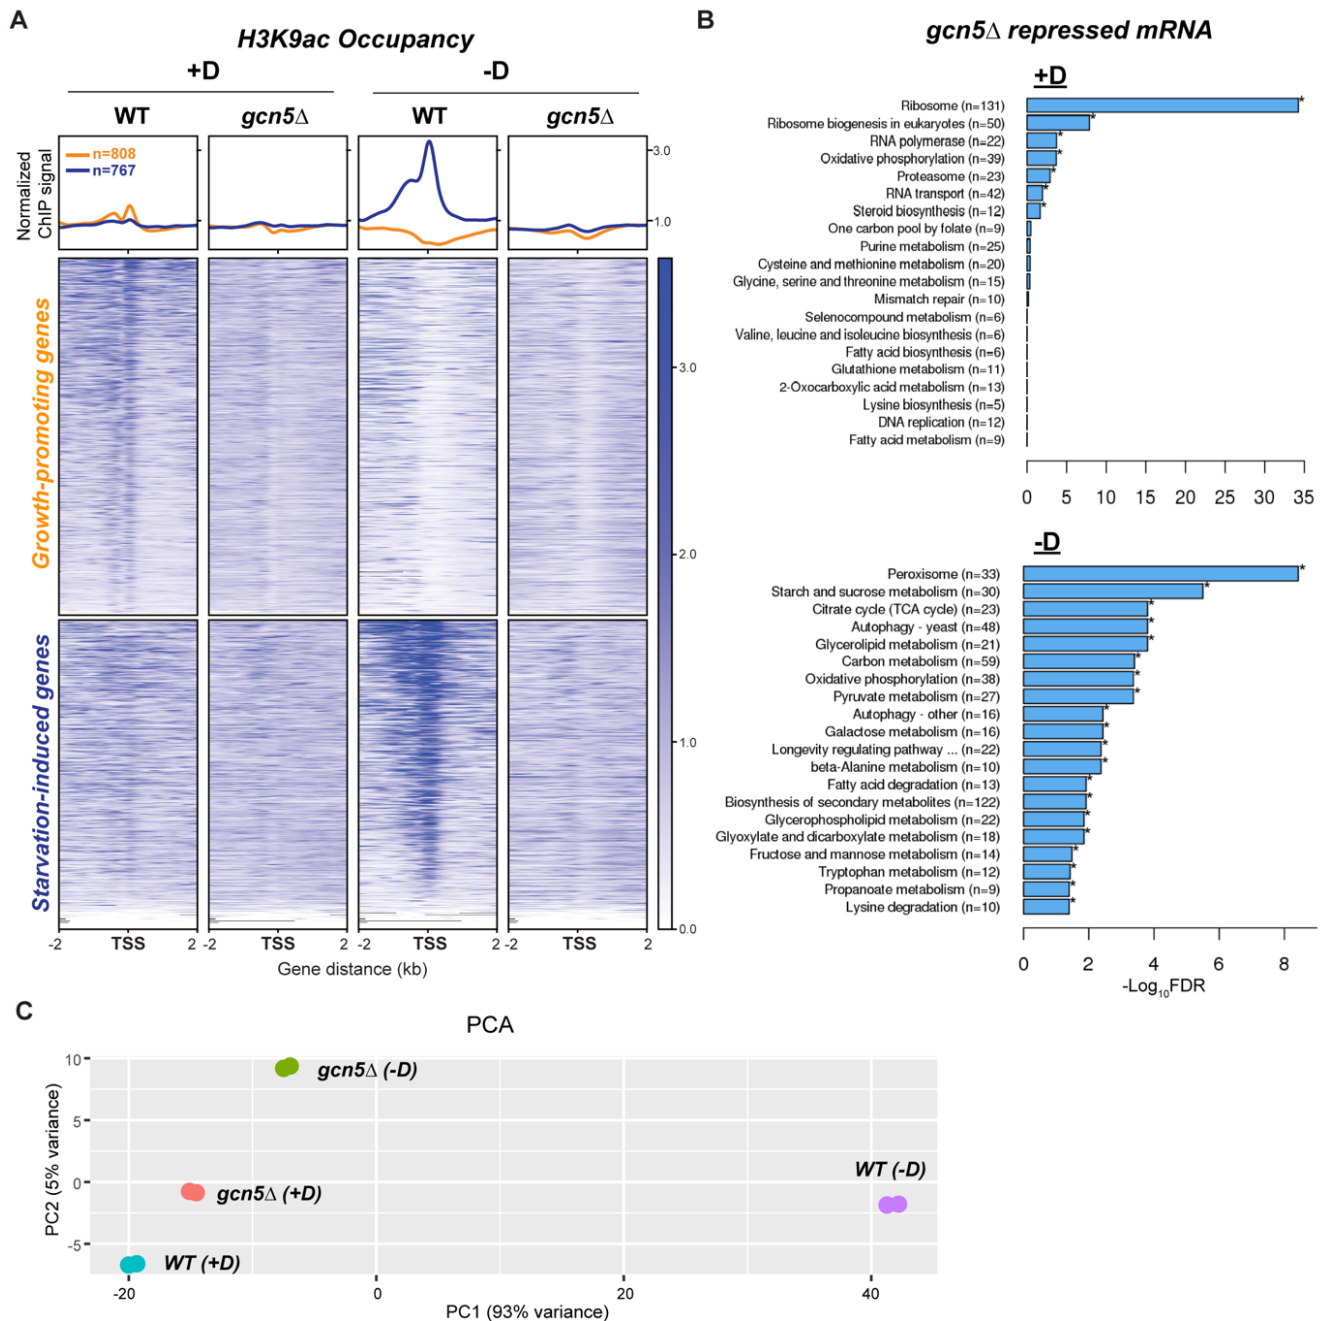 A
H3K9ac Occupancy
+D
-D
WT
gcn5Δ
WT
gcn5Δ
Normalized
ChIP signal
n=808
n=767
3.0
1.0
Growth-promoting genes
Starvation-induced genes
3.0
2.0
1.0
0.0
-2 TSS 2
-2 TSS 2
-2 TSS 2
-2 TSS 2
Gene distance (kb)
B
gcn5Δ repressed mRNA
+D
Ribosome (n=131)
Ribosome biogenesis in eukaryotes (n=50)
RNA polymerase (n=22)
Oxidative phosphorylation (n=39)
Proteasome (n=23)
RNA transport (n=42)
Steroid biosynthesis (n=12)
One carbon pool by folate (n=9)
Purine metabolism (n=25)
Cysteine and methionine metabolism (n=20)
Glycine, serine and threonine metabolism (n=15)
Mismatch repair (n=10)
Selenocompound metabolism (n=6)
Valine, leucine and isoleucine biosynthesis (n=6)
Fatty acid biosynthesis (n=6)
Glutathione metabolism (n=11)
2-Oxocarboxylic acid metabolism (n=13)
Lysine biosynthesis (n=5)
DNA replication (n=12)
Fatty acid metabolism (n=9)
* * * * * * *
0 5 10 15 20 25 30 35
-D
Peroxisome (n=33)
Starch and sucrose metabolism (n=30)
Citrate cycle (TCA cycle) (n=23)
Autophagy - yeast (n=48)
Glycerolipid metabolism (n=21)
Carbon metabolism (n=59)
Oxidative phosphorylation (n=38)
Pyruvate metabolism (n=27)
Autophagy - other (n=16)
Galactose metabolism (n=16)
Longevity regulating pathway ... (n=22)
beta-Alanine metabolism (n=10)
Fatty acid degradation (n=13)
Biosynthesis of secondary metabolites (n=122)
Glycerophospholipid metabolism (n=22)
Glyoxylate and dicarboxylate metabolism (n=18)
Fructose and mannose metabolism (n=14)
Tryptophan metabolism (n=12)
Propanoate metabolism (n=9)
Lysine degradation (n=10)
* * * * * * * * * * * * * * * * * * * *
0 2 4 6 8
-Log₁₀FDR
C
PCA
PC2 (5% variance)
10
5
0
-5
gcn5Δ (-D)
gcn5Δ (+D)
WT (-D)
WT (+D)
-20 0 20 40
PC1 (93% variance)